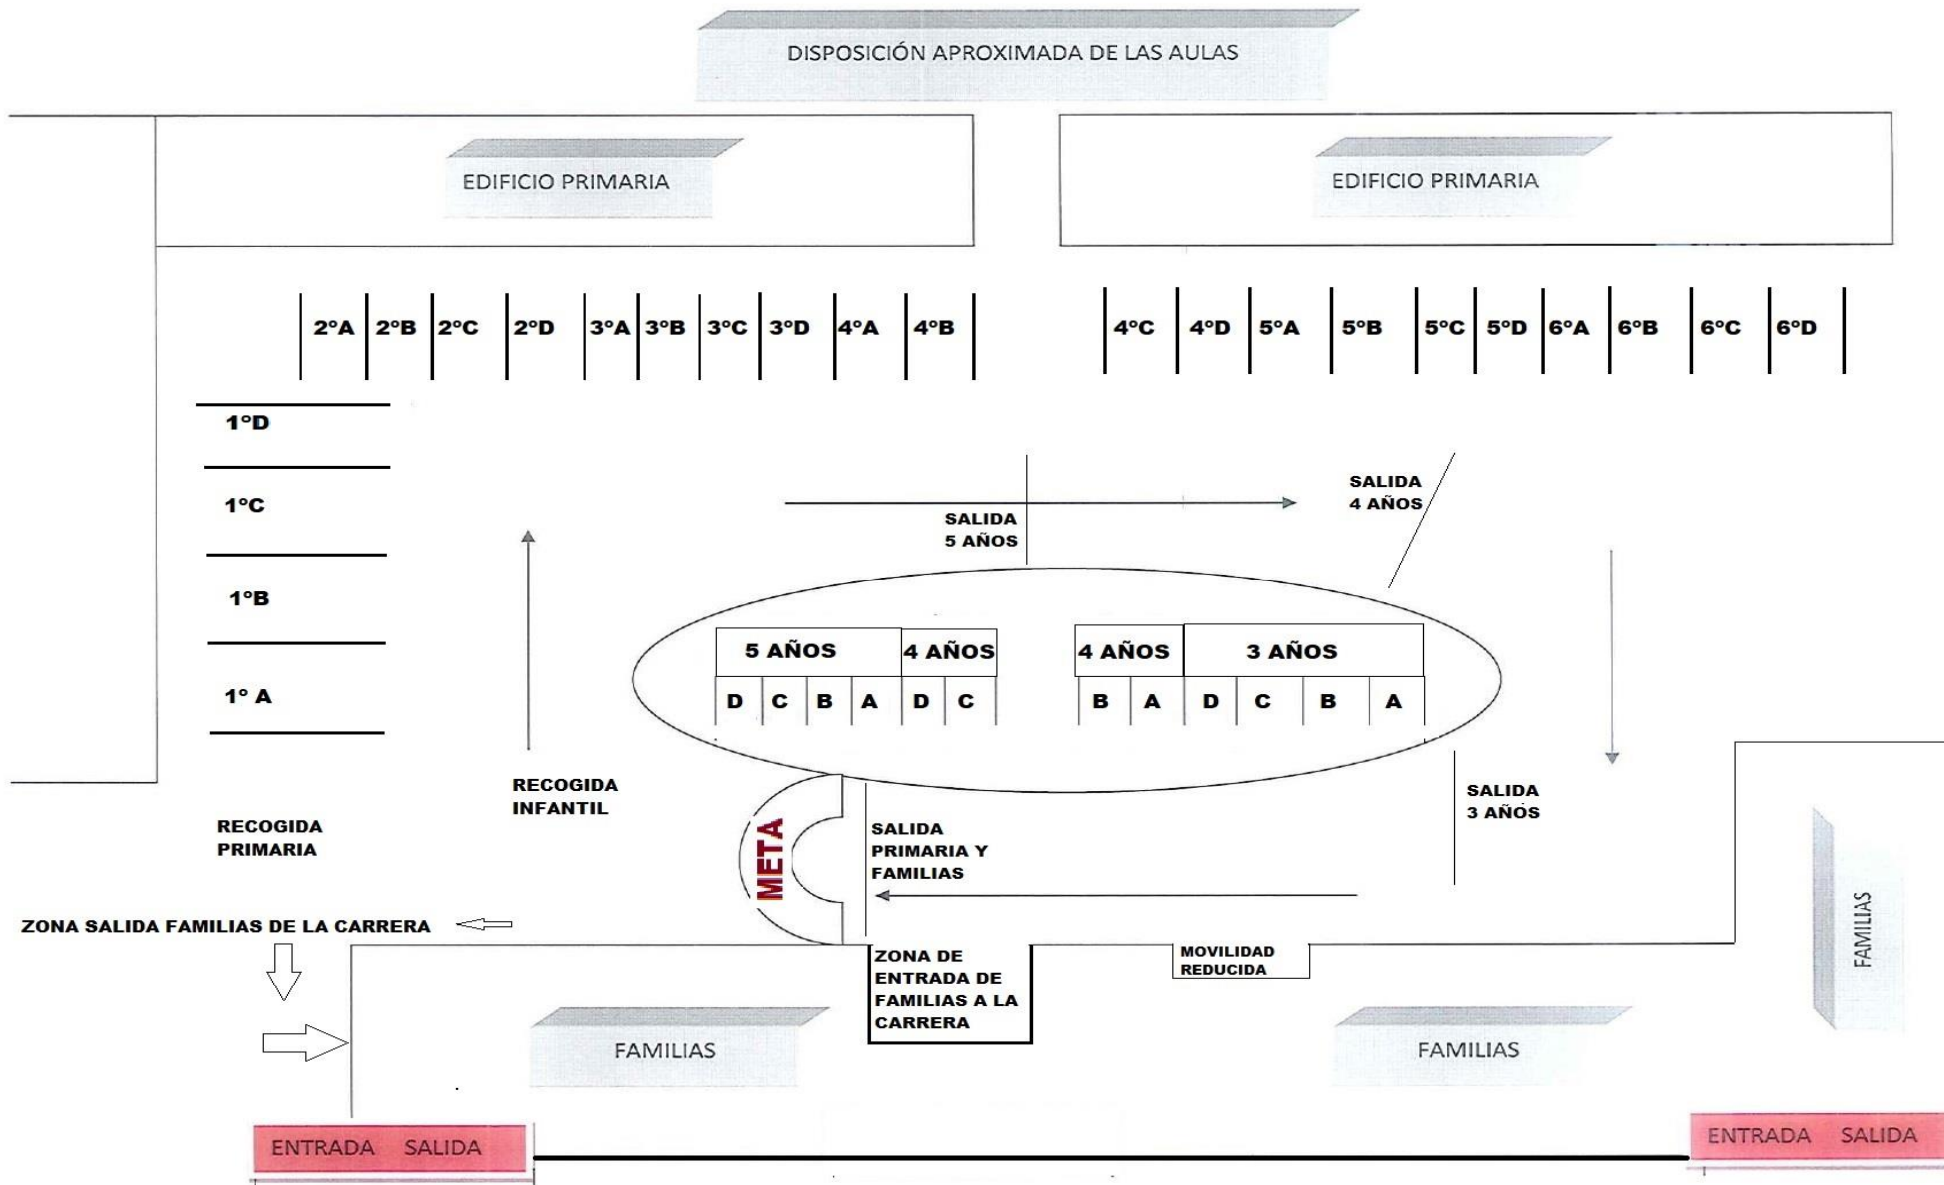 DISPOSICIÓN APROXIMADA DE LAS AULAS
EDIFICIO PRIMARIA
EDIFICIO PRIMARIA
2ºA 2ºB 2ºC 2ºD 3ºA 3ºB 3ºC 3ºD 4ºA 4ºB
4ºC 4ºD 5ºA 5ºB 5ºC 5ºD 6ºA 6ºB 6ºC 6ºD
1ºD
1ºC
1ºB
1º A
SALIDA
5 AÑOS
SALIDA
4 AÑOS
5 AÑOS 4 AÑOS
D C B A D C
4 AÑOS 3 AÑOS
B A D C B A
RECOGIDA
INFANTIL
RECOGIDA
PRIMARIA
META
SALIDA
PRIMARIA Y
FAMILIAS
SALIDA
3 AÑOS
ZONA SALIDA FAMILIAS DE LA CARRERA
ZONA DE
ENTRADA DE
FAMILIAS A LA
CARRERA
MOVILIDAD
REDUCIDA
FAMILIAS
FAMILIAS
FAMILIAS
ENTRADA SALIDA
ENTRADA SALIDA